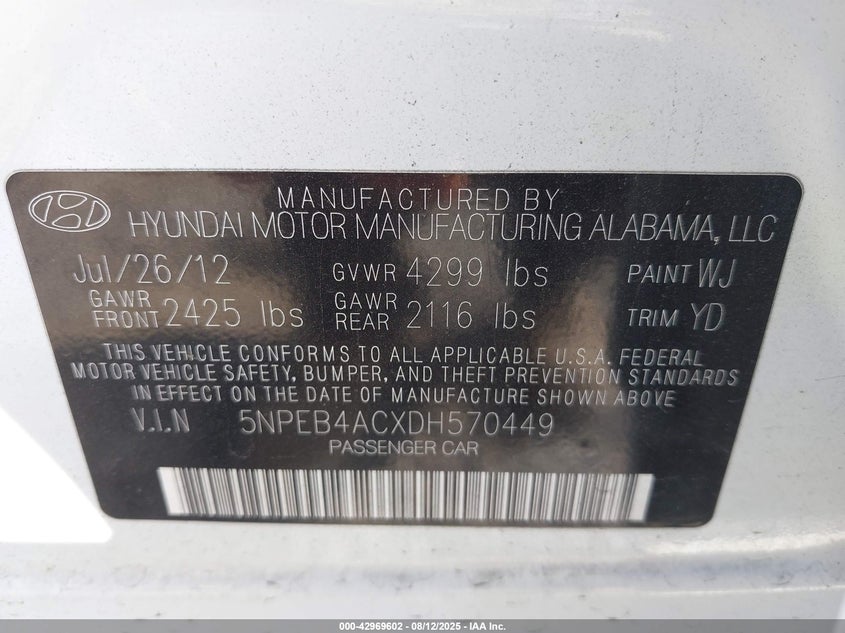 MANUFACTURED BY
HYUNDAI MOTOR MANUFACTURING ALABAMA, LLC
Jul/26/12 GVWR 4299 lbs PAINT WJ
GAWR FRONT 2425 lbs GAWR REAR 2116 lbs TRIM YD
THIS VEHICLE CONFORMS TO ALL APPLICABLE U.S.A. FEDERAL
MOTOR VEHICLE SAFETY, BUMPER, AND THEFT PREVENTION STANDARDS
IN EFFECT ON THE DATE OF MANUFACTURE SHOWN ABOVE
V.I.N 5NPEB4ACXDH570449
PASSENGER CAR
000-42969602 - 08/12/2025 - IAA Inc.